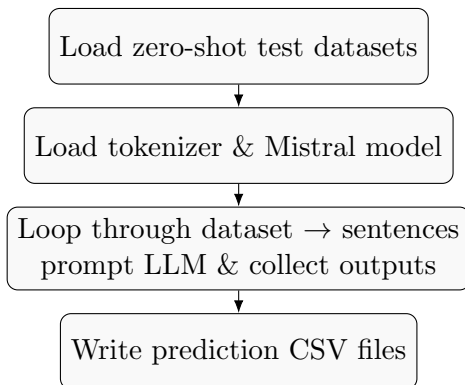 Load zero-shot test datasets
Load tokenizer & Mistral model
Loop through dataset → sentences
prompt LLM & collect outputs
Write prediction CSV files